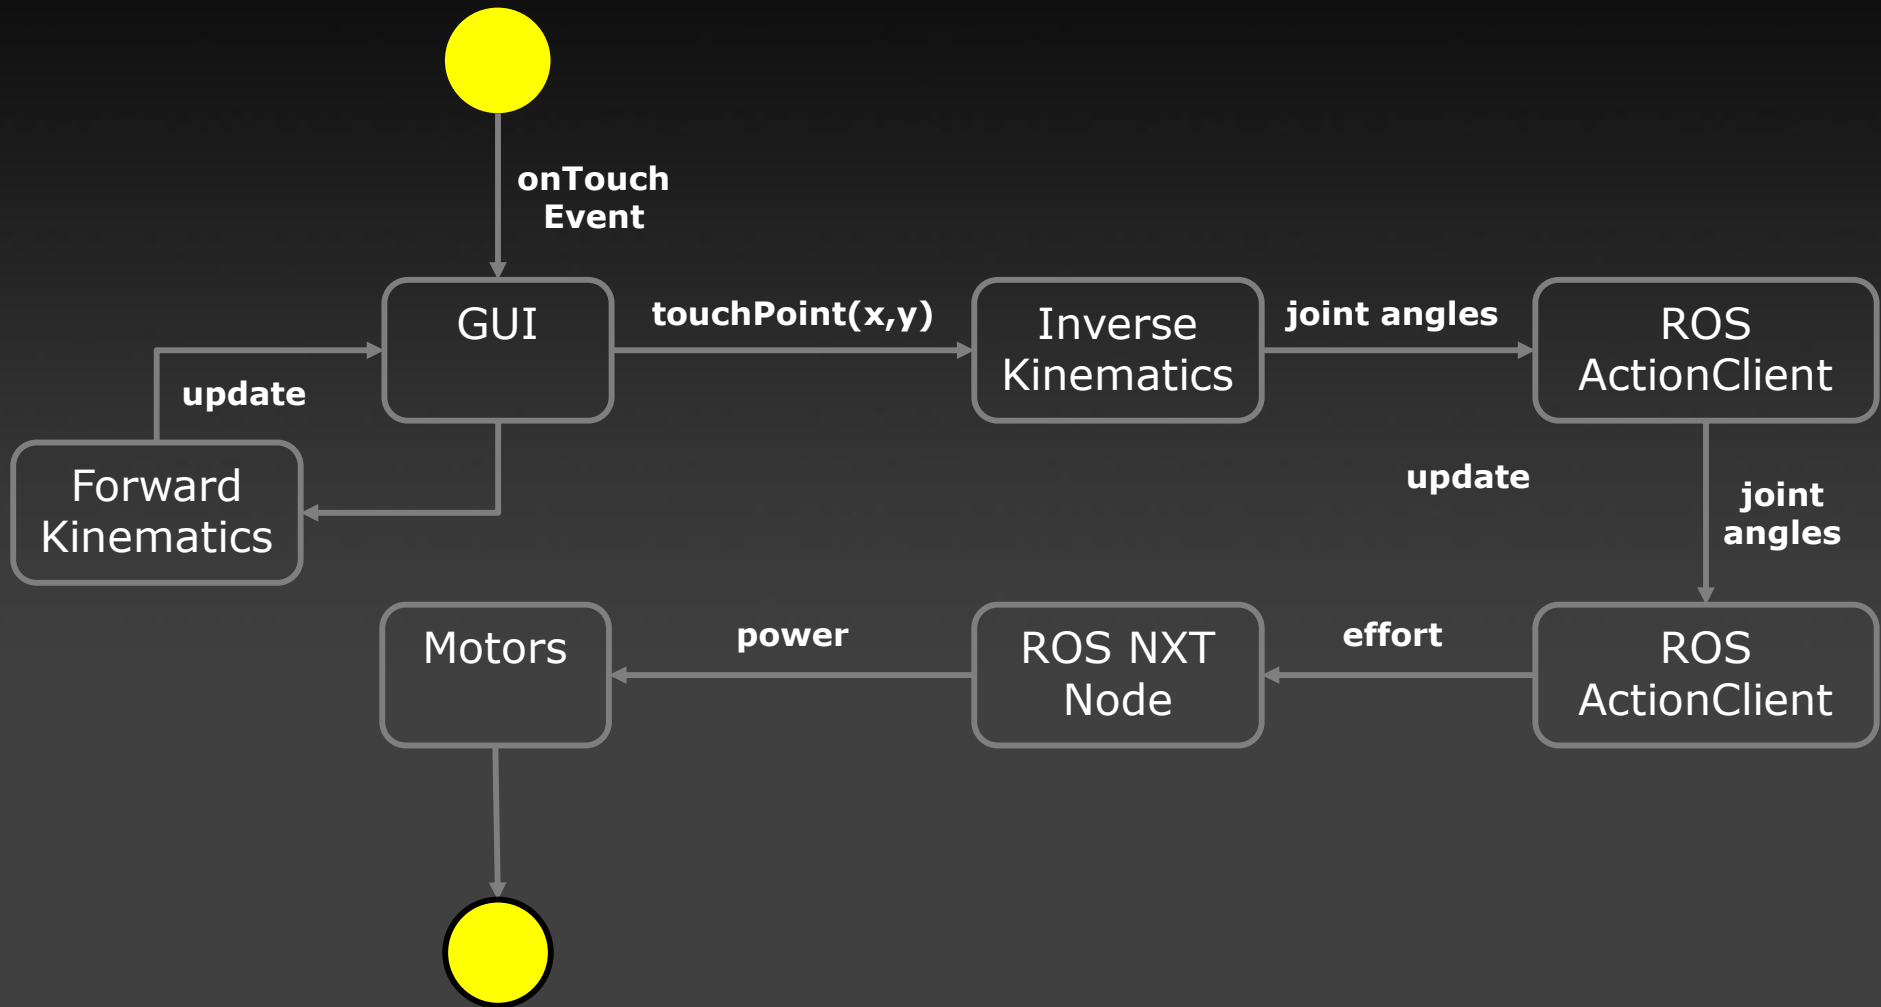 onTouch
Event
GUI
touchPoint(x,y)
Inverse
Kinematics
joint angles
ROS
ActionClient
update
Forward
Kinematics
update
joint
angles
Motors
power
ROS NXT
Node
effort
ROS
ActionClient